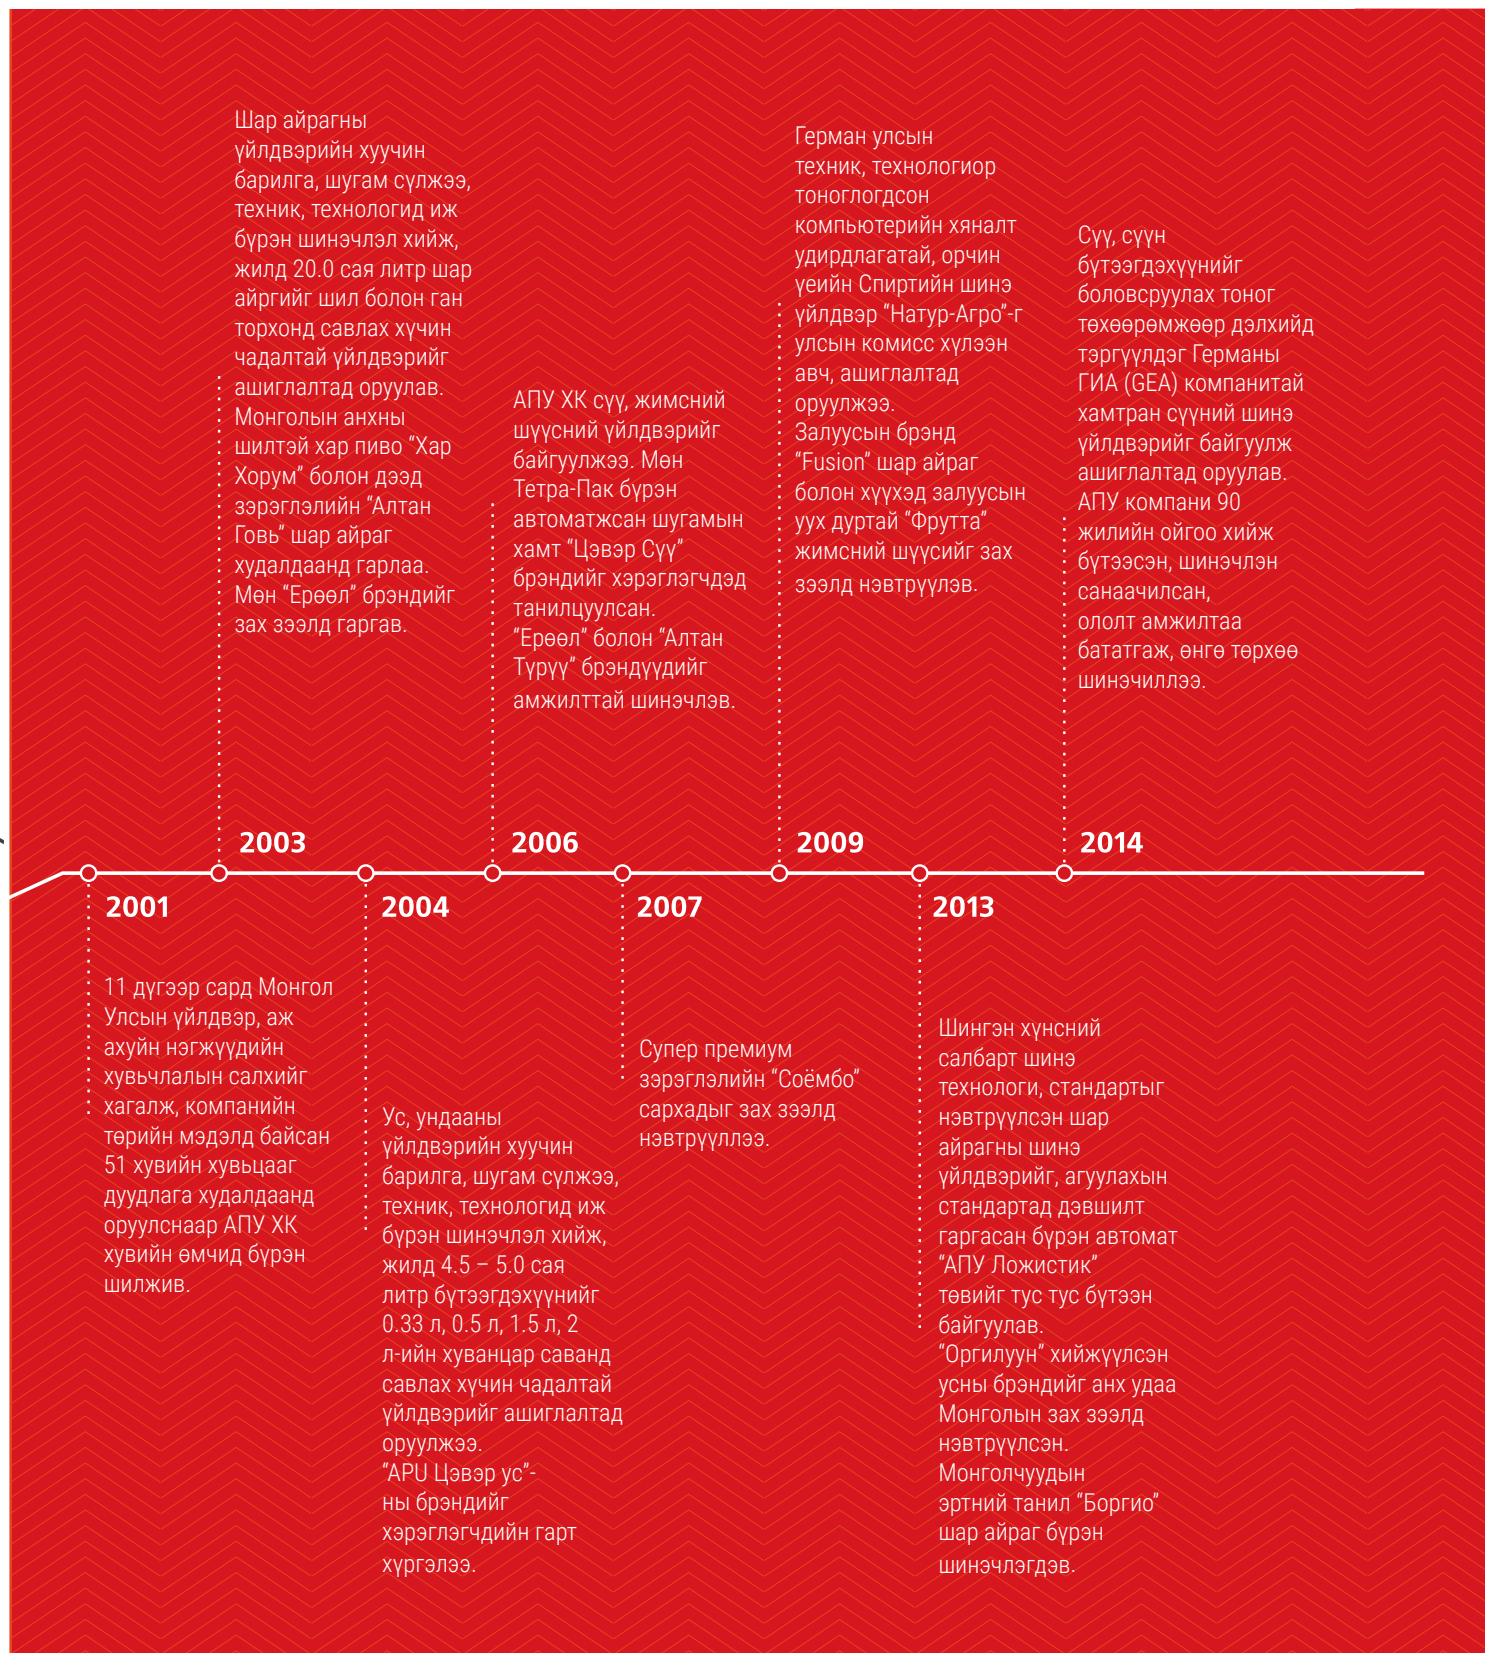 Шар айрагны
үйлдвэрийн хуучин
барилга, шугам сүлжээ,
техник, технологид иж
бүрэн шинэчлэл хийж,
жилд 20.0 сая литр шар
айргийг шил болон ган
торхонд савлах хүчин
чадалтай үйлдвэрийг
ашиглалтад оруулав.
Монголын анхны
шилтэй хар пиво “Хар
Хорум” болон дээд
зэрэглэлийн “Алтан
Говь” шар айраг
худалдаанд гарлаа.
Мөн “Ерөөл” брэндийг
зах зээлд гаргав.
2003
АПУ ХК сүү, жимсний
шүүсний үйлдвэрийг
байгуулжээ. Мөн
Тетра-Пак бүрэн
автоматжсан шугамын
хамт “Цэвэр Сүү”
брэндийг хэрэглэгчдэд
танилцуулсан.
“Ерөөл” болон “Алтан
Түрүү” брэндүүдийг
амжилттай шинэчлэв.
2006
Герман улсын
техник, технологиор
тоноглогдсон
компьютерийн хяналт
удирдлагатай, орчин
үеийн Спиртийн шинэ
үйлдвэр “Натур-Агро”-г
улсын комисс хүлээн
авч, ашиглалтад
оруулжээ.
Залуусын брэнд
“Fusion” шар айраг
болон хүүхэд залуусын
уух дуртай “Фрутта”
жимсний шүүсийг зах
зээлд нэвтрүүлэв.
2009
Сүү, сүүн
бүтээгдэхүүнийг
боловсруулах тоног
төхөөрөмжөөр дэлхийд
тэргүүлдэг Германы
ГИА (GEA) компанитай
хамтран сүүний шинэ
үйлдвэрийг байгуулж
ашиглалтад оруулав.
АПУ компани 90
жилийн ойгоо хийж
бүтээсэн, шинэчлэн
санаачилсан,
ололт амжилтаа
бататгаж, өнгө төрхөө
шинэчиллээ.
2014
2001
11 дүгээр сард Монгол
Улсын үйлдвэр, аж
ахуйн нэгжүүдийн
хувьчлалын салхийг
хагалж, компанийн
төрийн мэдэлд байсан
51 хувийн хувьцааг
дуудлага худалдаанд
оруулснаар АПУ ХК
хувийн өмчид бүрэн
шилжив.
2004
Ус, ундааны
үйлдвэрийн хуучин
барилга, шугам сүлжээ,
техник, технологид иж
бүрэн шинэчлэл хийж,
жилд 4.5 – 5.0 сая
литр бүтээгдэхүүнийг
0.33 л, 0.5 л, 1.5 л, 2
л-ийн хуванцар саванд
савлах хүчин чадалтай
үйлдвэрийг ашиглалтад
оруулжээ.
“APU Цэвэр ус”-
ны брэндийг
хэрэглэгчдийн гарт
хүргэлээ.
2007
Супер премиум
зэрэглэлийн “Соёмбо”
сархадыг зах зээлд
нэвтрүүллээ.
2013
Шингэн хүнсний
салбарт шинэ
технологи, стандартыг
нэвтрүүлсэн шар
айрагны шинэ
үйлдвэрийг, агуулахын
стандартад дэвшилт
гаргасан бүрэн автомат
“АПУ Ложистик”
төвийг тус тус бүтээн
байгуулав.
“Оргилуун” хийжүүлсэн
усны брэндийг анх удаа
Монголын зах зээлд
нэвтрүүлсэн.
Монголчуудын
эртний танил “Боргио”
шар айраг бүрэн
шинэчлэгдэв.